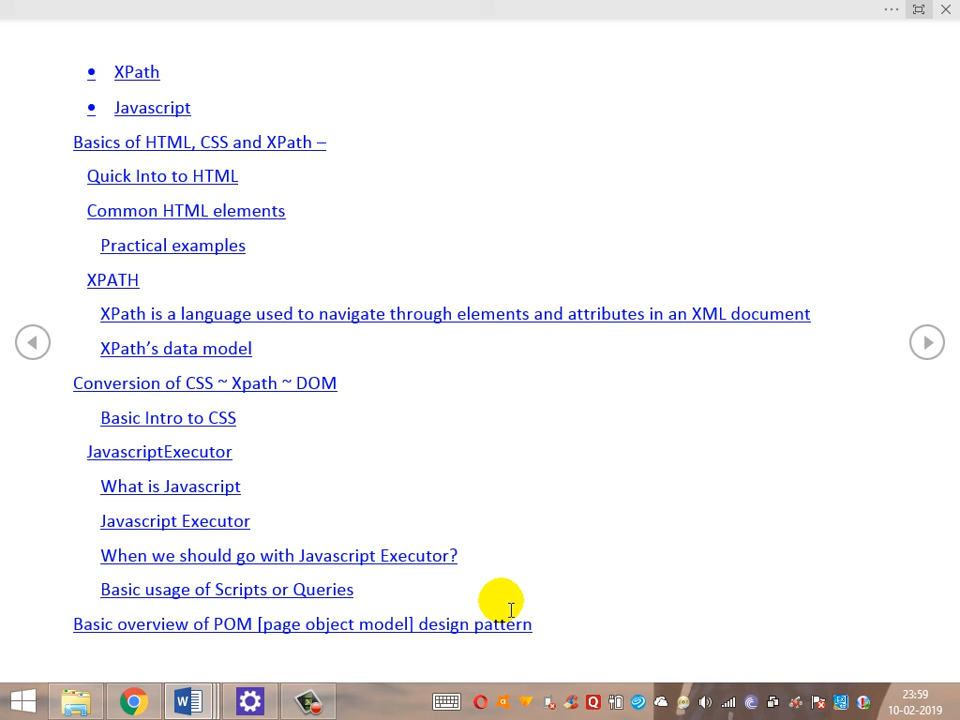 • XPath
• Javascript
Basics of HTML, CSS and XPath –
Quick Into to HTML
Common HTML elements
Practical examples
XPATH
XPath is a language used to navigate through elements and attributes in an XML document
XPath’s data model
Conversion of CSS ~ Xpath ~ DOM
Basic Intro to CSS
JavascriptExecutor
What is Javascript
Javascript Executor
When we should go with Javascript Executor?
Basic usage of Scripts or Queries
Basic overview of POM [page object model] design pattern
23:59
10-02-2019